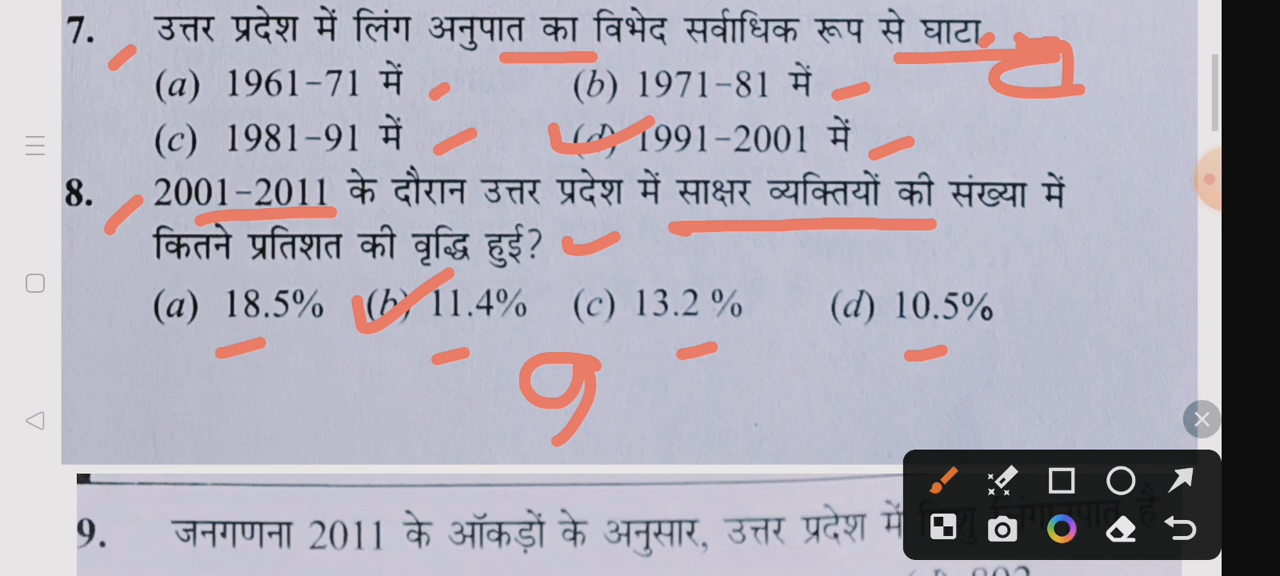 7. उत्तर प्रदेश में लिंग अनुपात का विभेद सर्वाधिक रूप से घाटा
(a) 1961-71 में (b) 1971-81 में
(c) 1981-91 में (d) 1991-2001 में
8. 2001-2011 के दौरान उत्तर प्रदेश में साक्षर व्यक्तियों की संख्या में
कितने प्रतिशत की वृद्धि हुई?
(a) 18.5% (b) 11.4% (c) 13.2 % (d) 10.5%
9
9. जनगणना 2011 के आँकड़ों के अनुसार, उत्तर प्रदेश में